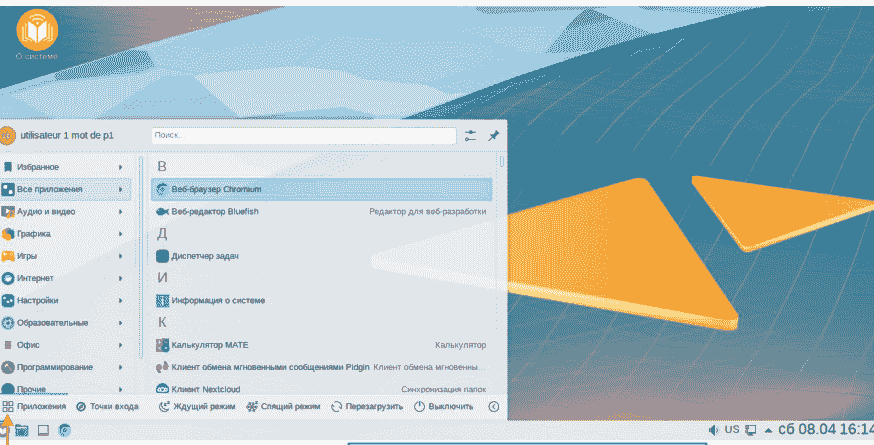 О системе
utilisateur 1 mot de p1
Поиск...
Избранное
Все приложения
Аудио и видео
Графика
Игры
Интернет
Настройки
Образовательные
Офис
Программирование
Прочие
В
Веб-браузер Chromium
Веб-редактор Bluefish Редактор для веб-разработки
Д
Диспетчер задач
И
Информация о системе
К
Калькулятор MATE Калькулятор
Клиент обмена мгновенными сообщениями Pidgin Клиент обмена мгновенны...
Клиент Nextcloud Синхронизация папок
Приложения Точки входа Ждущий режим Спящий режим Перезагрузить Выключить
US сб 08.04 16:14